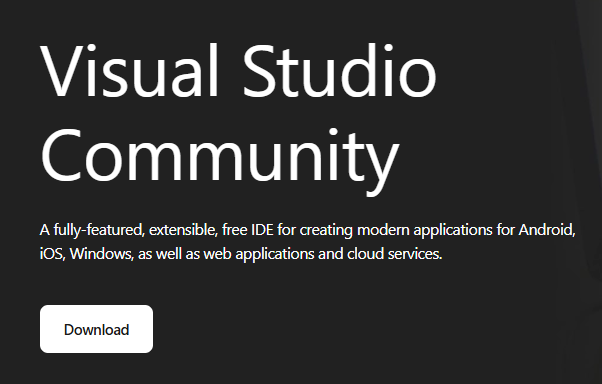 Visual Studio
Community
A fully-featured, extensible, free IDE for creating modern applications for Android,
iOS, Windows, as well as web applications and cloud services.
Download